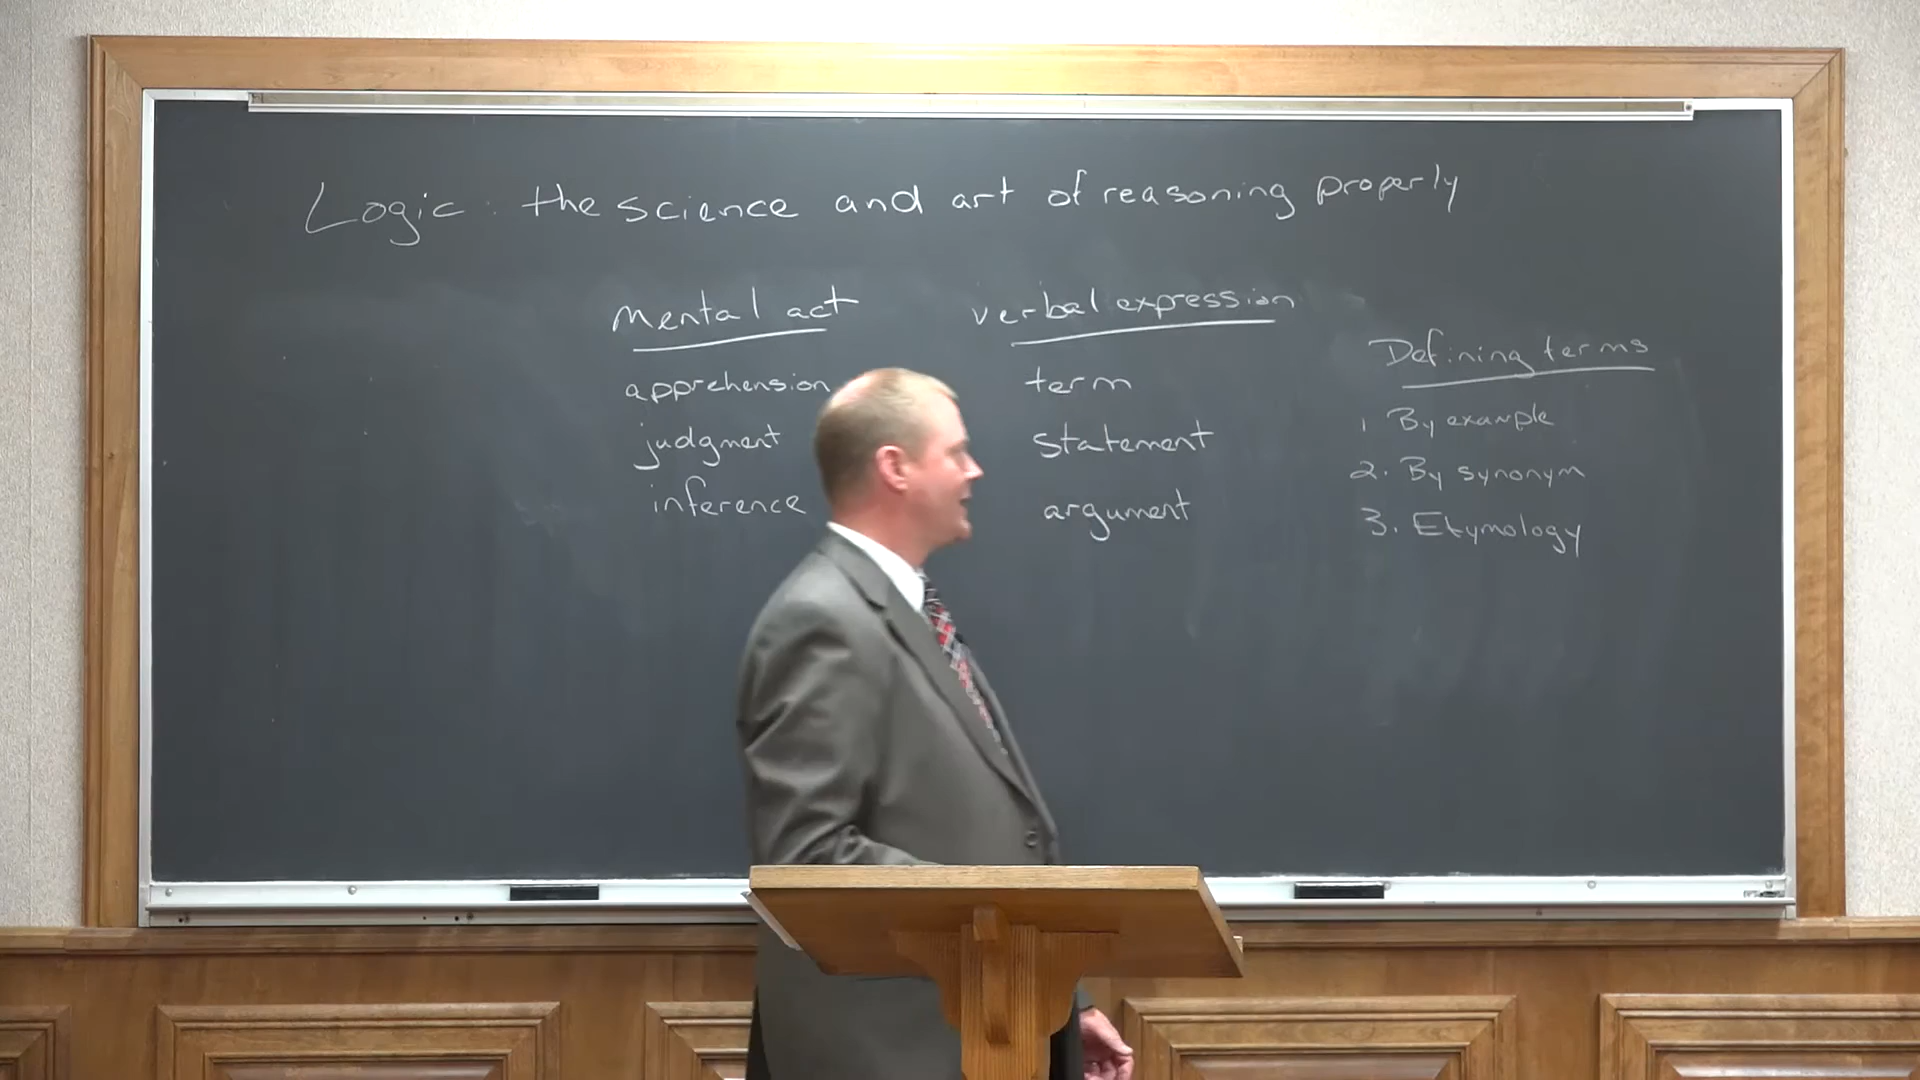 Logic: the science and art of reasoning properly
mental act
apprehension
judgment
inference
verbal expression
term
statement
argument
Defining terms
1 By example
2. By synonym
3. Etymology